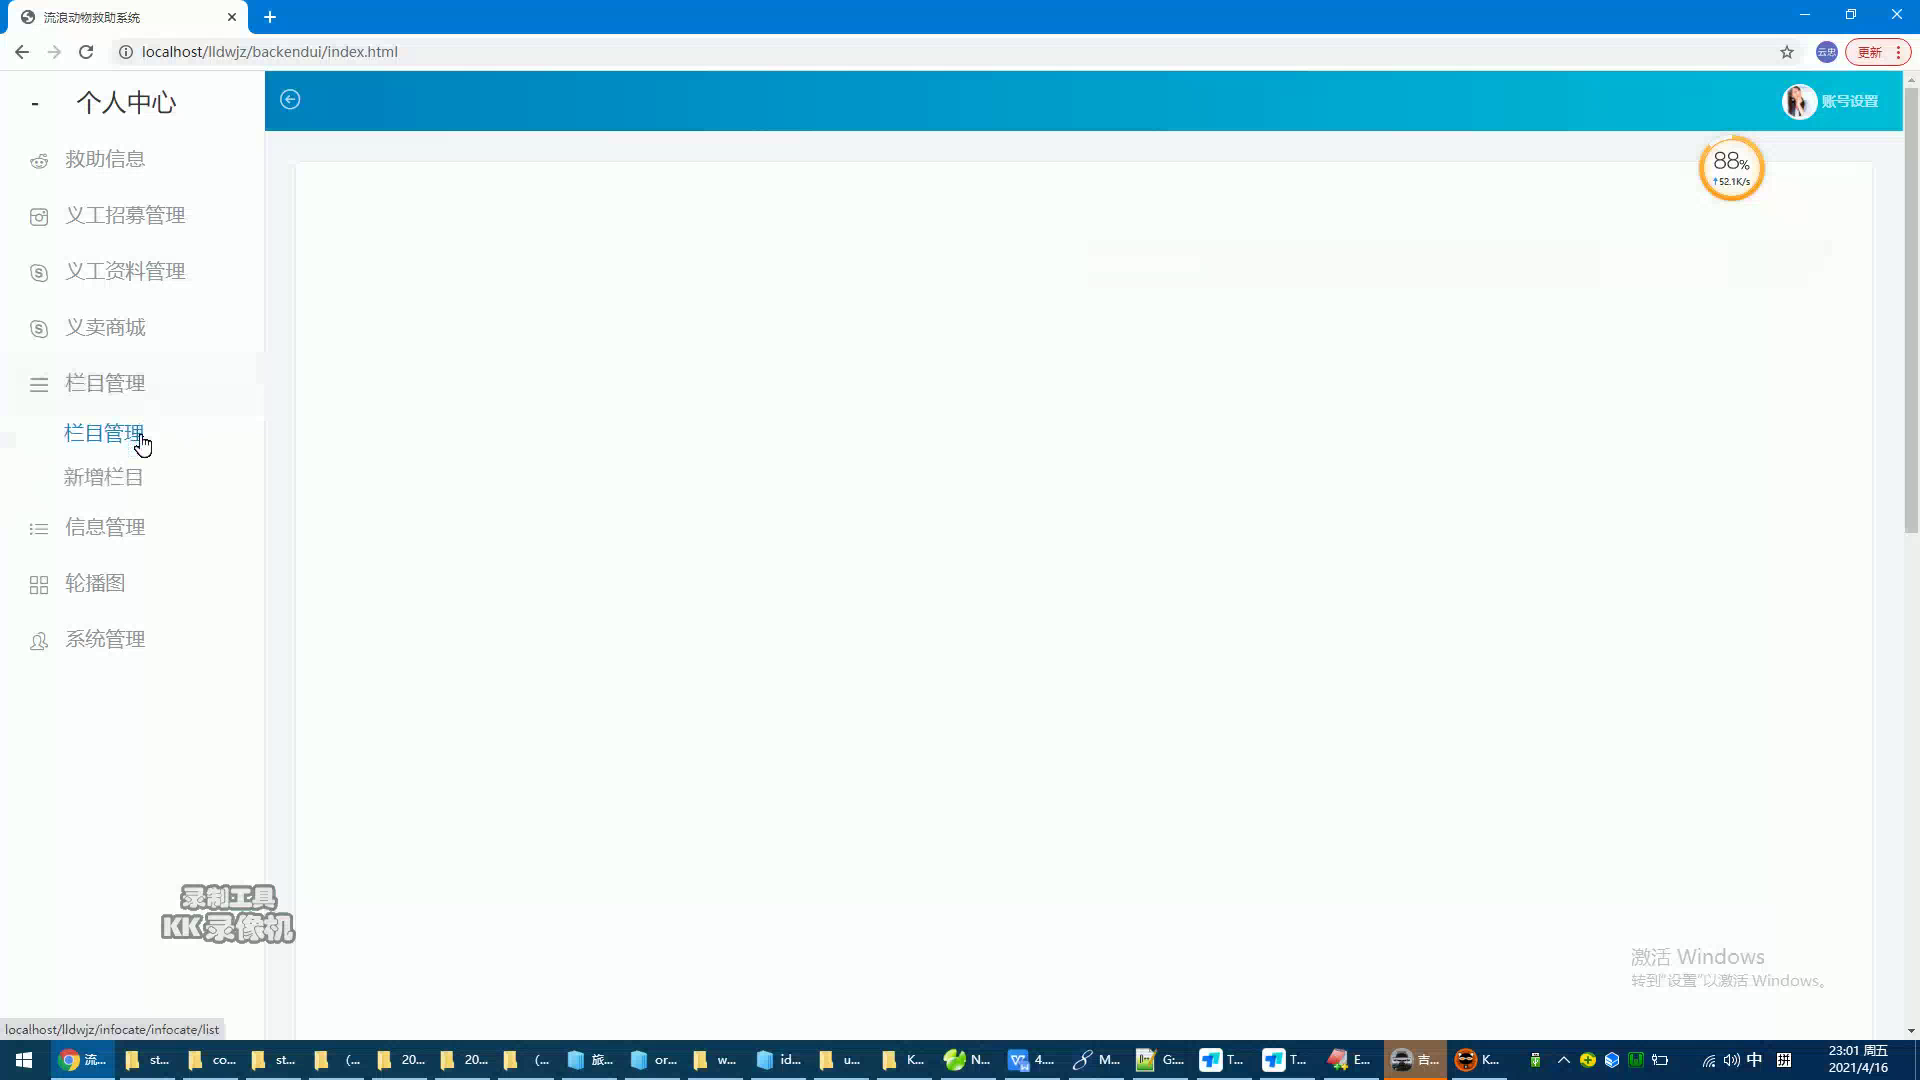 流浪动物救助系统
localhost/lldwjz/backendui/index.html
云忠
更新
- 个人中心
账号设置
88%
↑52.1K/s
救助信息
义工招募管理
义工资料管理
义卖商城
栏目管理
栏目管理
新增栏目
信息管理
轮播图
系统管理
录制工具
KK录像机
激活 Windows
转到"设置"以激活 Windows。
localhost/lldwjz/infocate/infocate/list
流... st... co... st... (... 20... 20... (... 旅... or... w... id... u... K... N... 4... M... G:... T... T... E... 吉... K...
中
拼
23:01 周五
2021/4/16